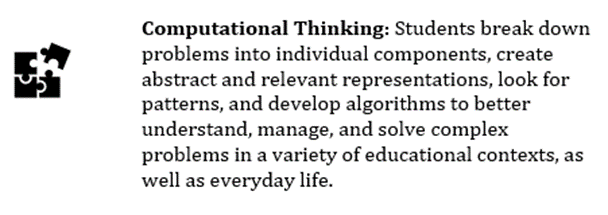 Computational Thinking: Students break down
problems into individual components, create
abstract and relevant representations, look for
patterns, and develop algorithms to better
understand, manage, and solve complex
problems in a variety of educational contexts, as
well as everyday life.